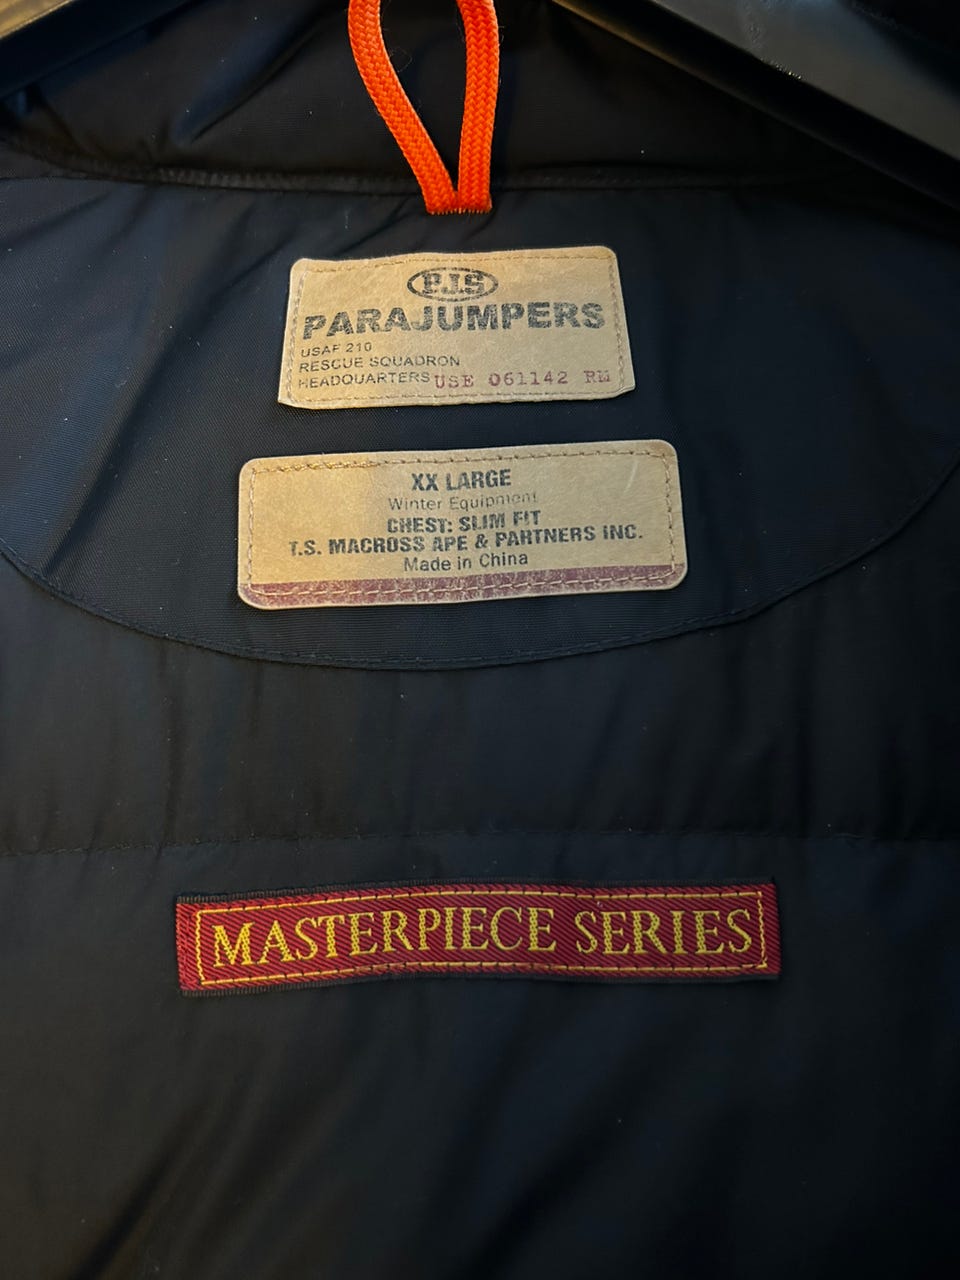 P.J.S
PARAJUMPERS
USAF 210
RESCUE SQUADRON
HEADQUARTERS USE 061142 RM
XX LARGE
Winter Equipment
CHEST: SLIM FIT
T.S. MACROSS APE & PARTNERS INC.
Made in China
MASTERPIECE SERIES